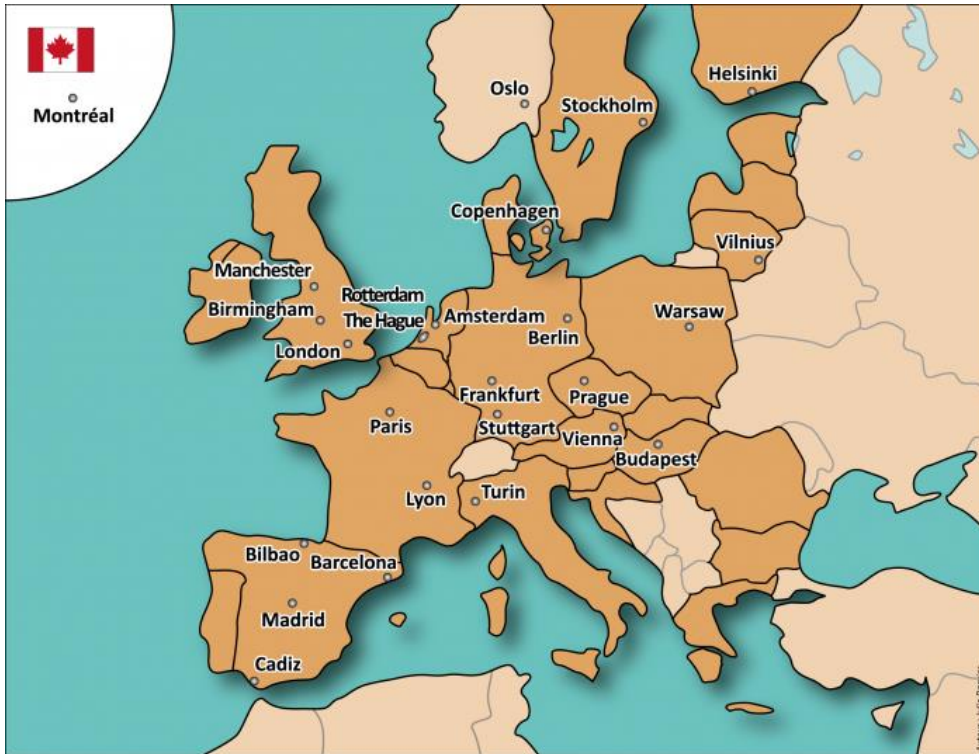 Montréal
Oslo
Helsinki
Stockholm
Copenhagen
Vilnius
Manchester
Rotterdam
Birmingham
The Hague
Amsterdam
Warsaw
Berlin
London
Frankfurt
Prague
Paris
Stuttgart
Vienna
Budapest
Lyon
Turin
Bilbao
Barcelona
Madrid
Cadiz